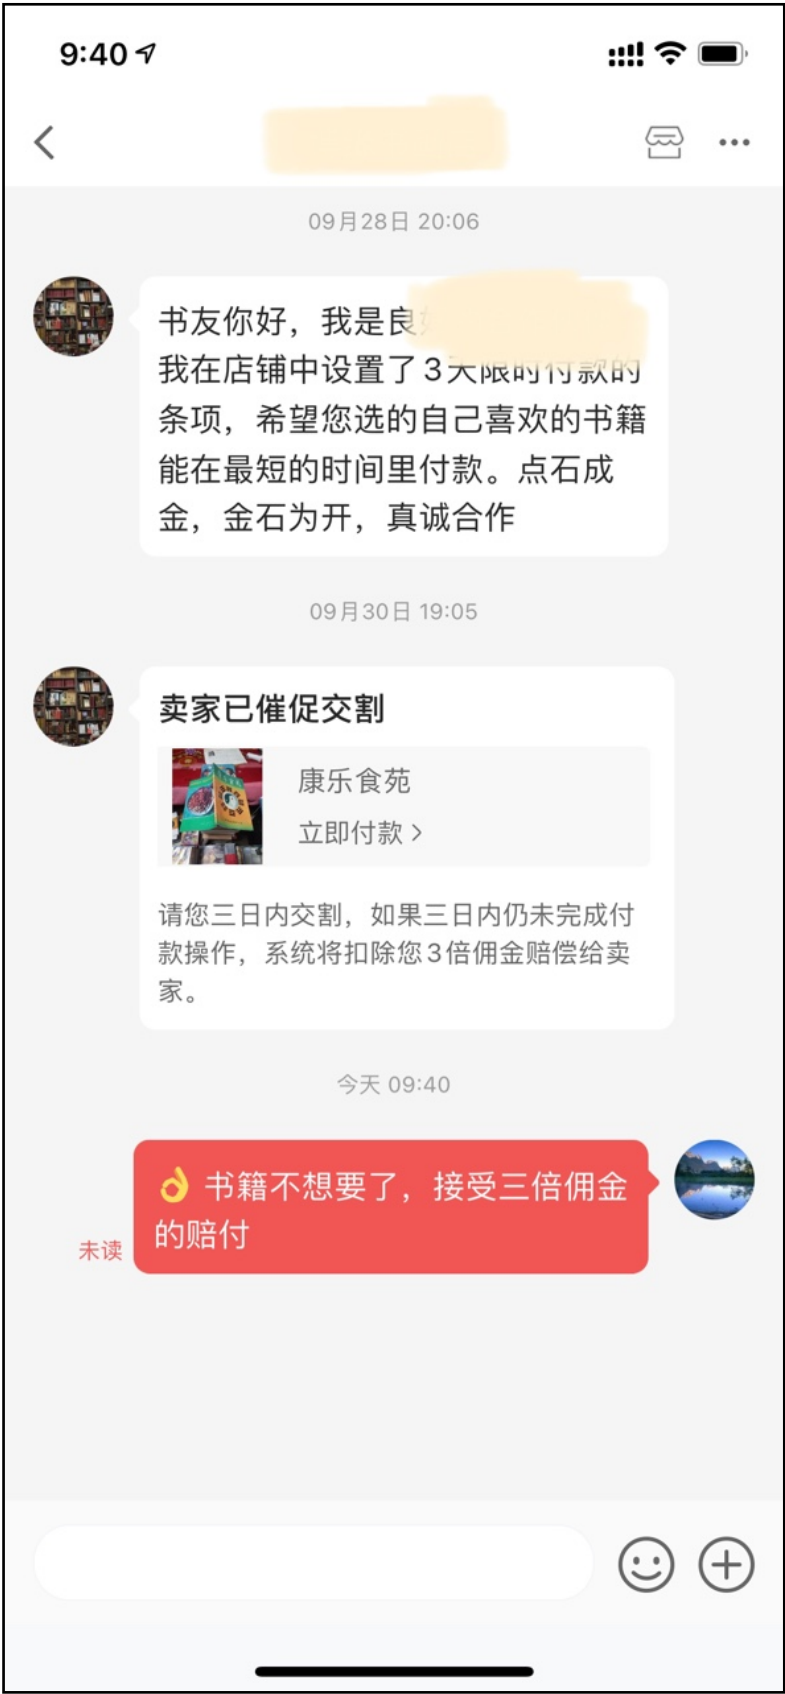 9:40
09月28日 20:06
书友你好，我是良
我在店铺中设置了3天限时付款的
条项，希望您选的自己喜欢的书籍
能在最短的时间里付款。点石成
金，金石为开，真诚合作
09月30日 19:05
卖家已催促交割
康乐食苑
立即付款 >
请您三日内交割，如果三日内仍未完成付
款操作，系统将扣除您3倍佣金赔偿给卖
家。
今天 09:40
👌 书籍不想要了，接受三倍佣金
的赔付
未读